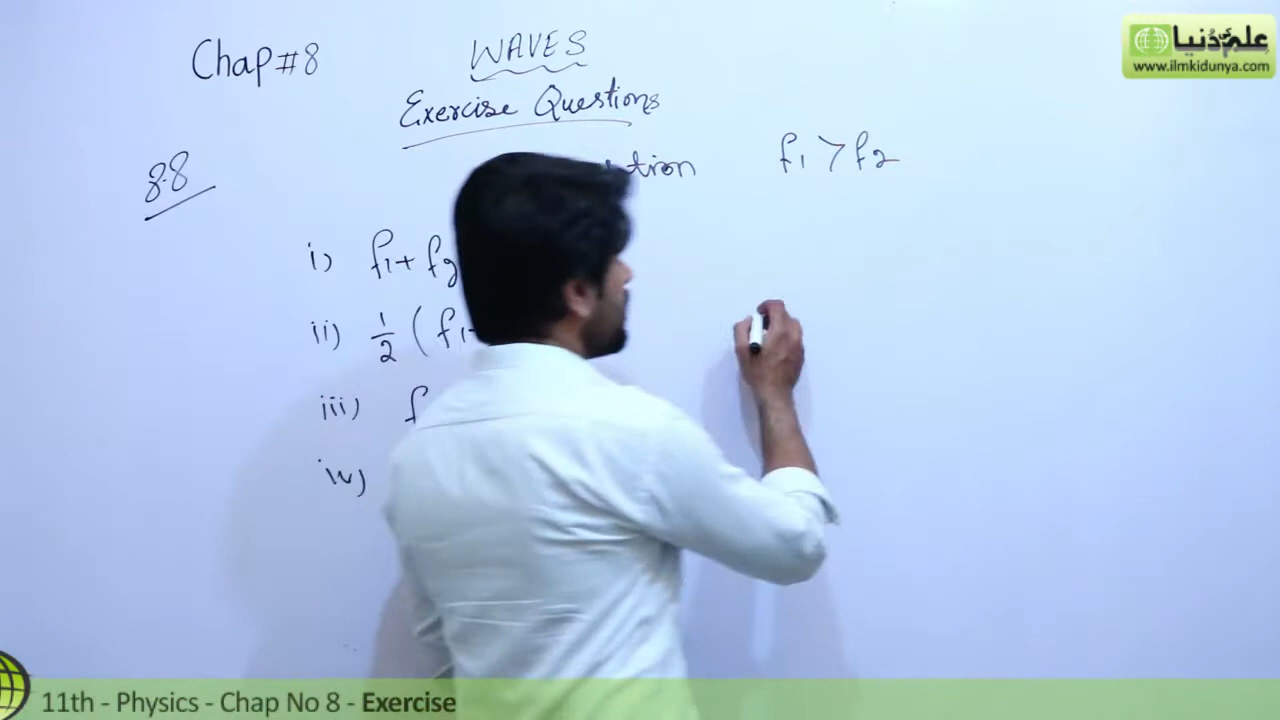 Chap#8
WAVES
علم کی دُنیا
www.ilmkidunya.com
Exercise Questions
8.8
f₁ > f₂
i) f₁ + f₂
ii) 1/2 ( f₁
iii) f
iv)
11th - Physics - Chap No 8 - Exercise